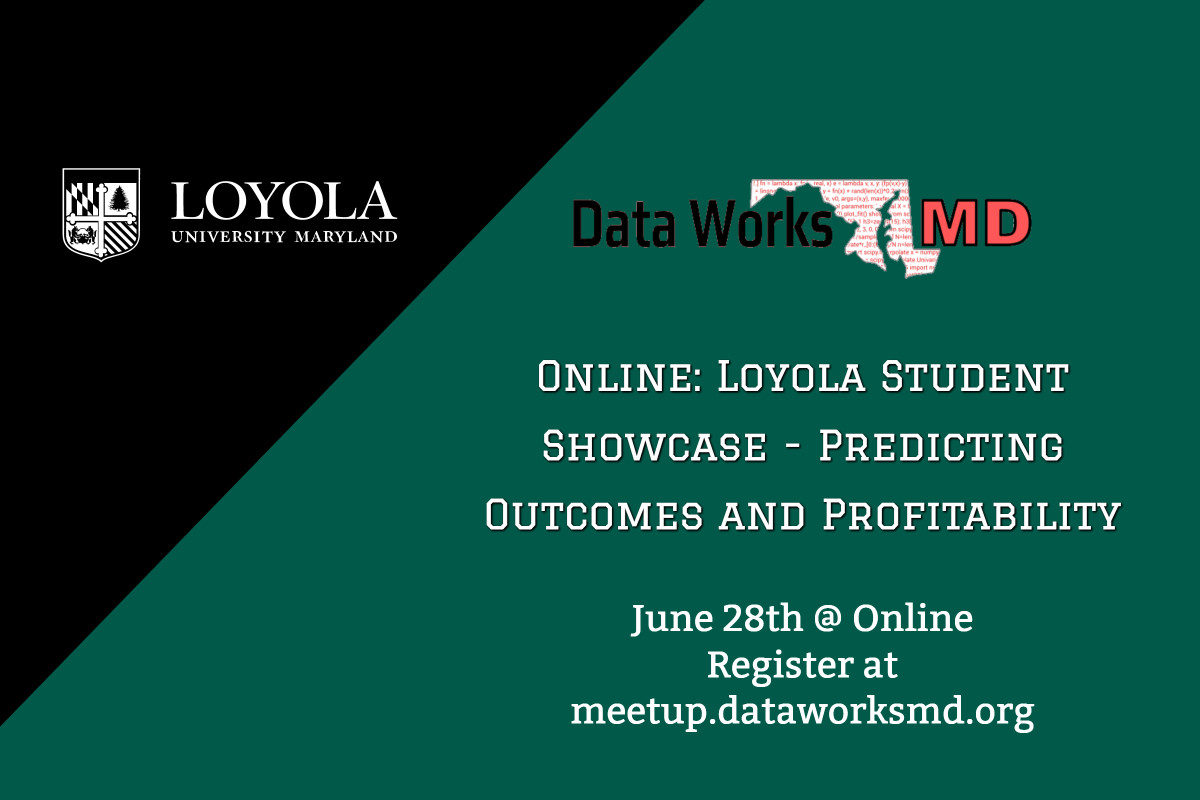 LOYOLA
UNIVERSITY MARYLAND
Data Works MD
Online: Loyola Student
Showcase - Predicting
Outcomes and Profitability
June 28th @ Online
Register at
meetup.dataworksmd.org